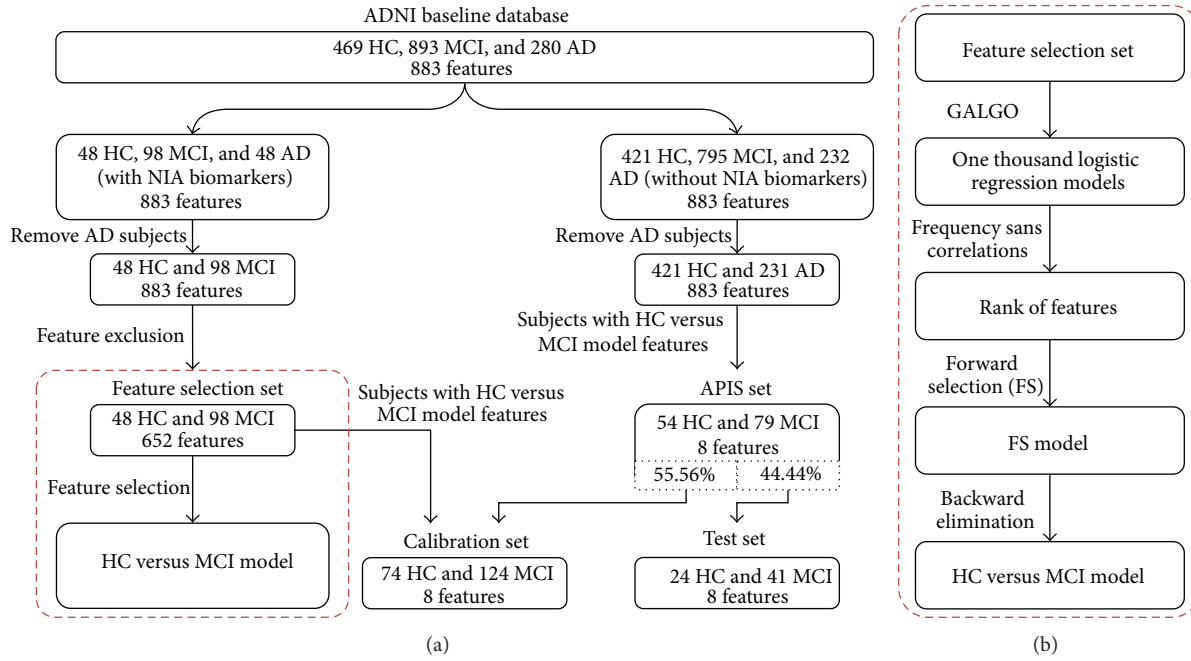 ADNI baseline database
469 HC, 893 MCI, and 280 AD
883 features
48 HC, 98 MCI, and 48 AD
(with NIA biomarkers)
883 features
421 HC, 795 MCI, and 232
AD (without NIA biomarkers)
883 features
Remove AD subjects
Remove AD subjects
48 HC and 98 MCI
883 features
421 HC and 231 AD
883 features
Feature exclusion
Subjects with HC versus
MCI model features
Feature selection set
48 HC and 98 MCI
652 features
Subjects with HC versus
MCI model features
APIS set
54 HC and 79 MCI
8 features
55.56%
44.44%
Feature selection
HC versus MCI model
Calibration set
74 HC and 124 MCI
8 features
Test set
24 HC and 41 MCI
8 features
(a)
Feature selection set
GALGO
One thousand logistic
regression models
Frequency sans
correlations
Rank of features
Forward
selection (FS)
FS model
Backward
elimination
HC versus MCI model
(b)